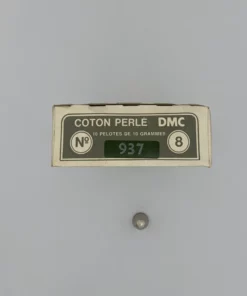 COTON PERLE DMC
10 PELOTES DE 10 GRAMMES
Nº 937 8